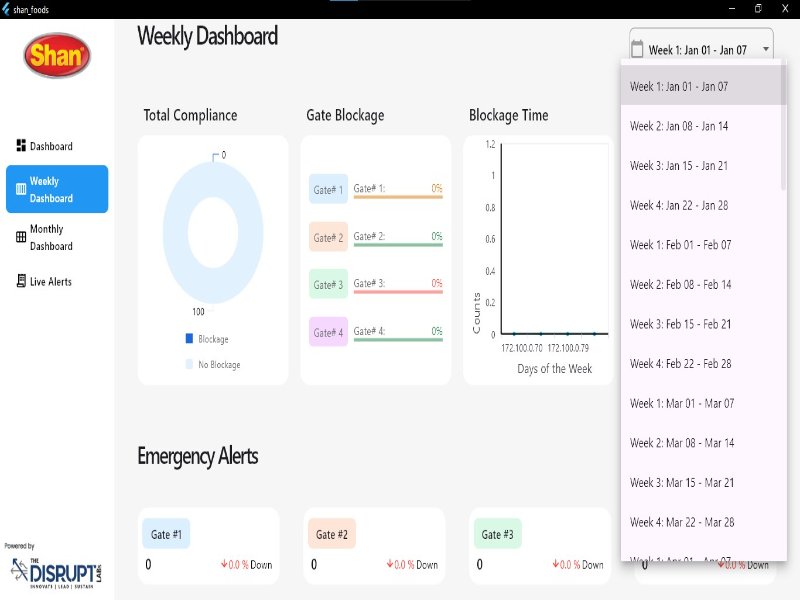 shan_foods
Shan
Weekly Dashboard
Week 1: Jan 01 - Jan 07
Week 1: Jan 01 - Jan 07
Week 2: Jan 08 - Jan 14
Week 3: Jan 15 - Jan 21
Week 4: Jan 22 - Jan 28
Week 1: Feb 01 - Feb 07
Week 2: Feb 08 - Feb 14
Week 3: Feb 15 - Feb 21
Week 4: Feb 22 - Feb 28
Week 1: Mar 01 - Mar 07
Week 2: Mar 08 - Mar 14
Week 3: Mar 15 - Mar 21
Week 4: Mar 22 - Mar 28
Week 1: Apr 01 - Apr 07
Dashboard
Weekly
Dashboard
Monthly
Dashboard
Live Alerts
Total Compliance
0
100
Blockage
No Blockage
Gate Blockage
Gate# 1 Gate# 1: 0%
Gate# 2 Gate# 2: 0%
Gate# 3 Gate# 3: 0%
Gate# 4 Gate# 4: 0%
Blockage Time
1.2
1
0.8
0.6
0.4
0.2
0
Counts
172.100.0.70 172.100.0.79
Days of the Week
Emergency Alerts
Gate #1
0 0.0 % Down
Gate #2
0 0.0 % Down
Gate #3
0 0.0 % Down
0 0.0 % Down
Powered by
THE
DISRUPT LABS
INNOVATE | LEAD | SUSTAIN